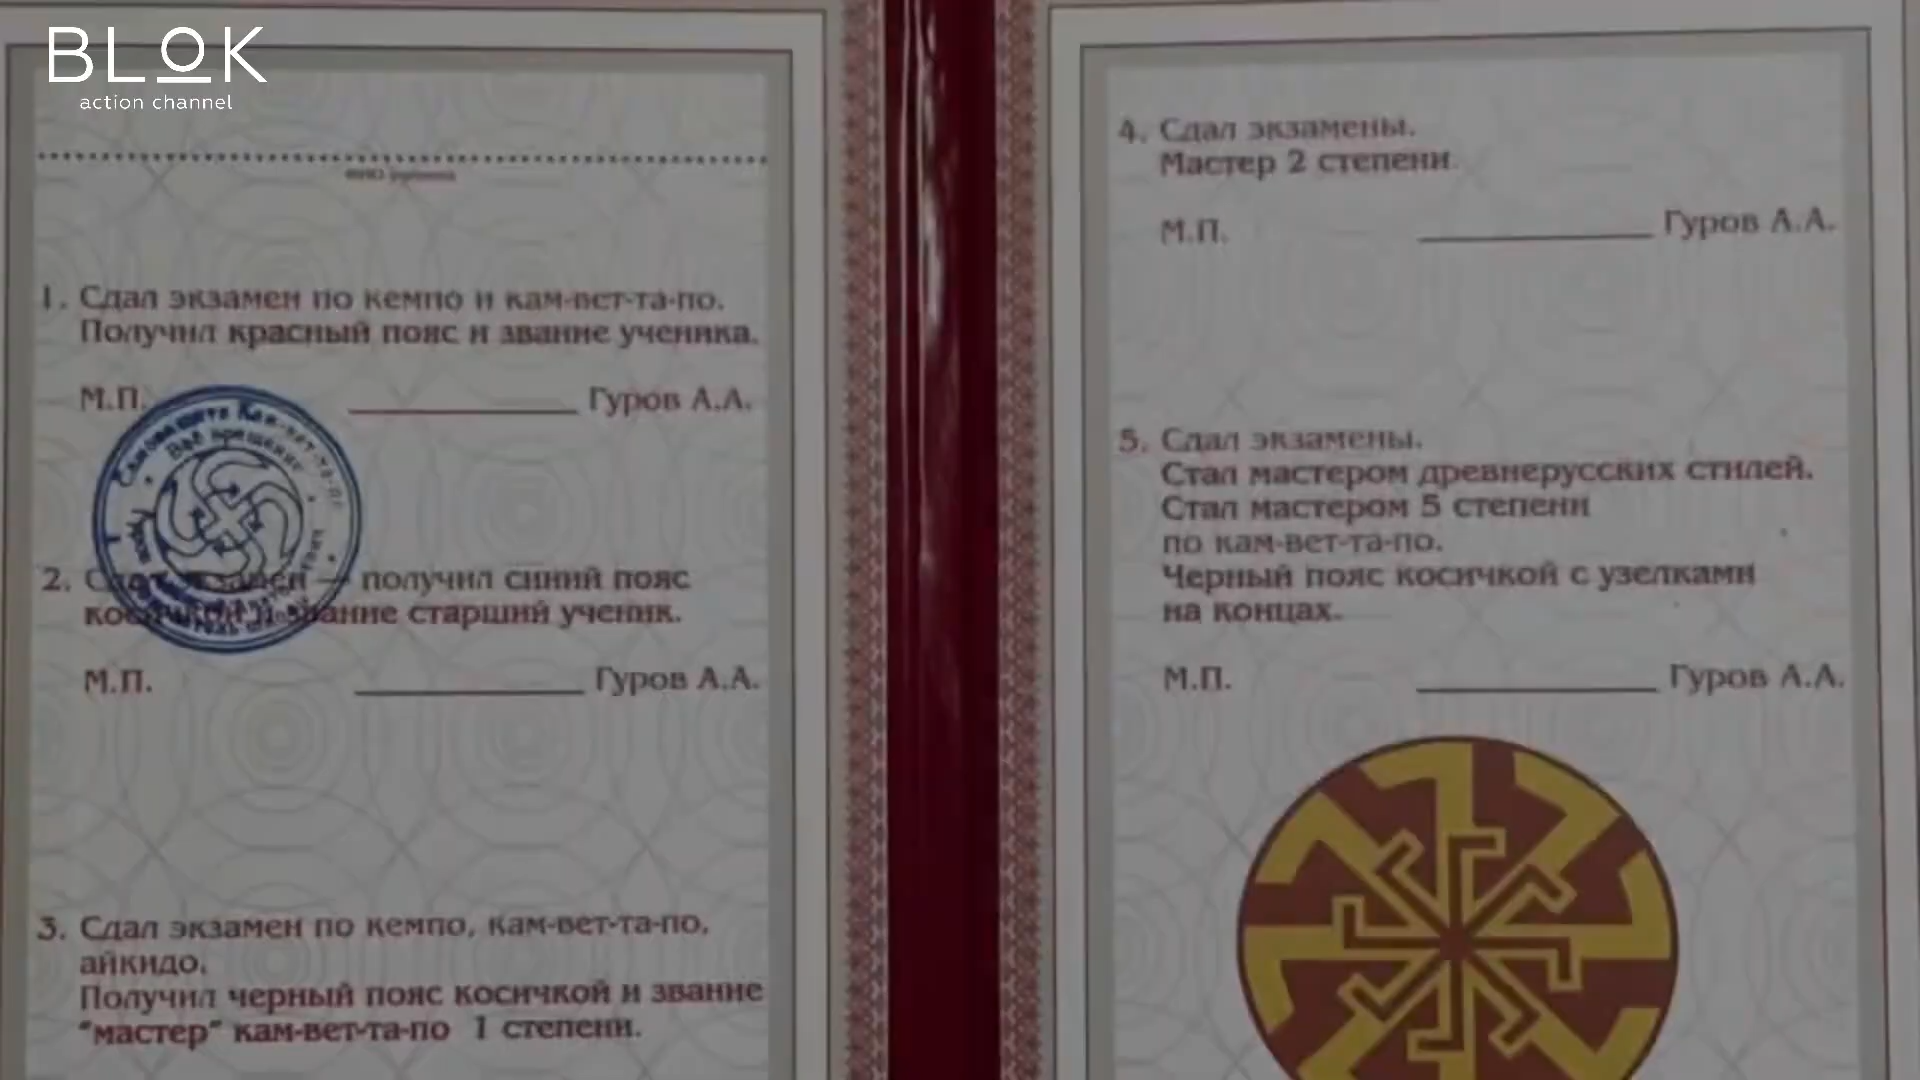 BLOK
action channel
1. Сдал экзамен по кемпо и кам-вет-та-по.
Получил красный пояс и звание ученика.
М.П. Гуров А.А.
2. Сдал экзамен — получил синий пояс
косичкой и звание старший ученик.
М.П. Гуров А.А.
3. Сдал экзамен по кемпо, кам-вет-та-по,
айкидо.
Получил черный пояс косичкой и звание
"мастер" кам-вет-та-по 1 степени.
4. Сдал экзамены.
Мастер 2 степени.
М.П. Гуров А.А.
5. Сдал экзамены.
Стал мастером древнерусских стилей.
Стал мастером 5 степени
по кам-вет-та-по.
Черный пояс косичкой с узелками
на концах.
М.П. Гуров А.А.